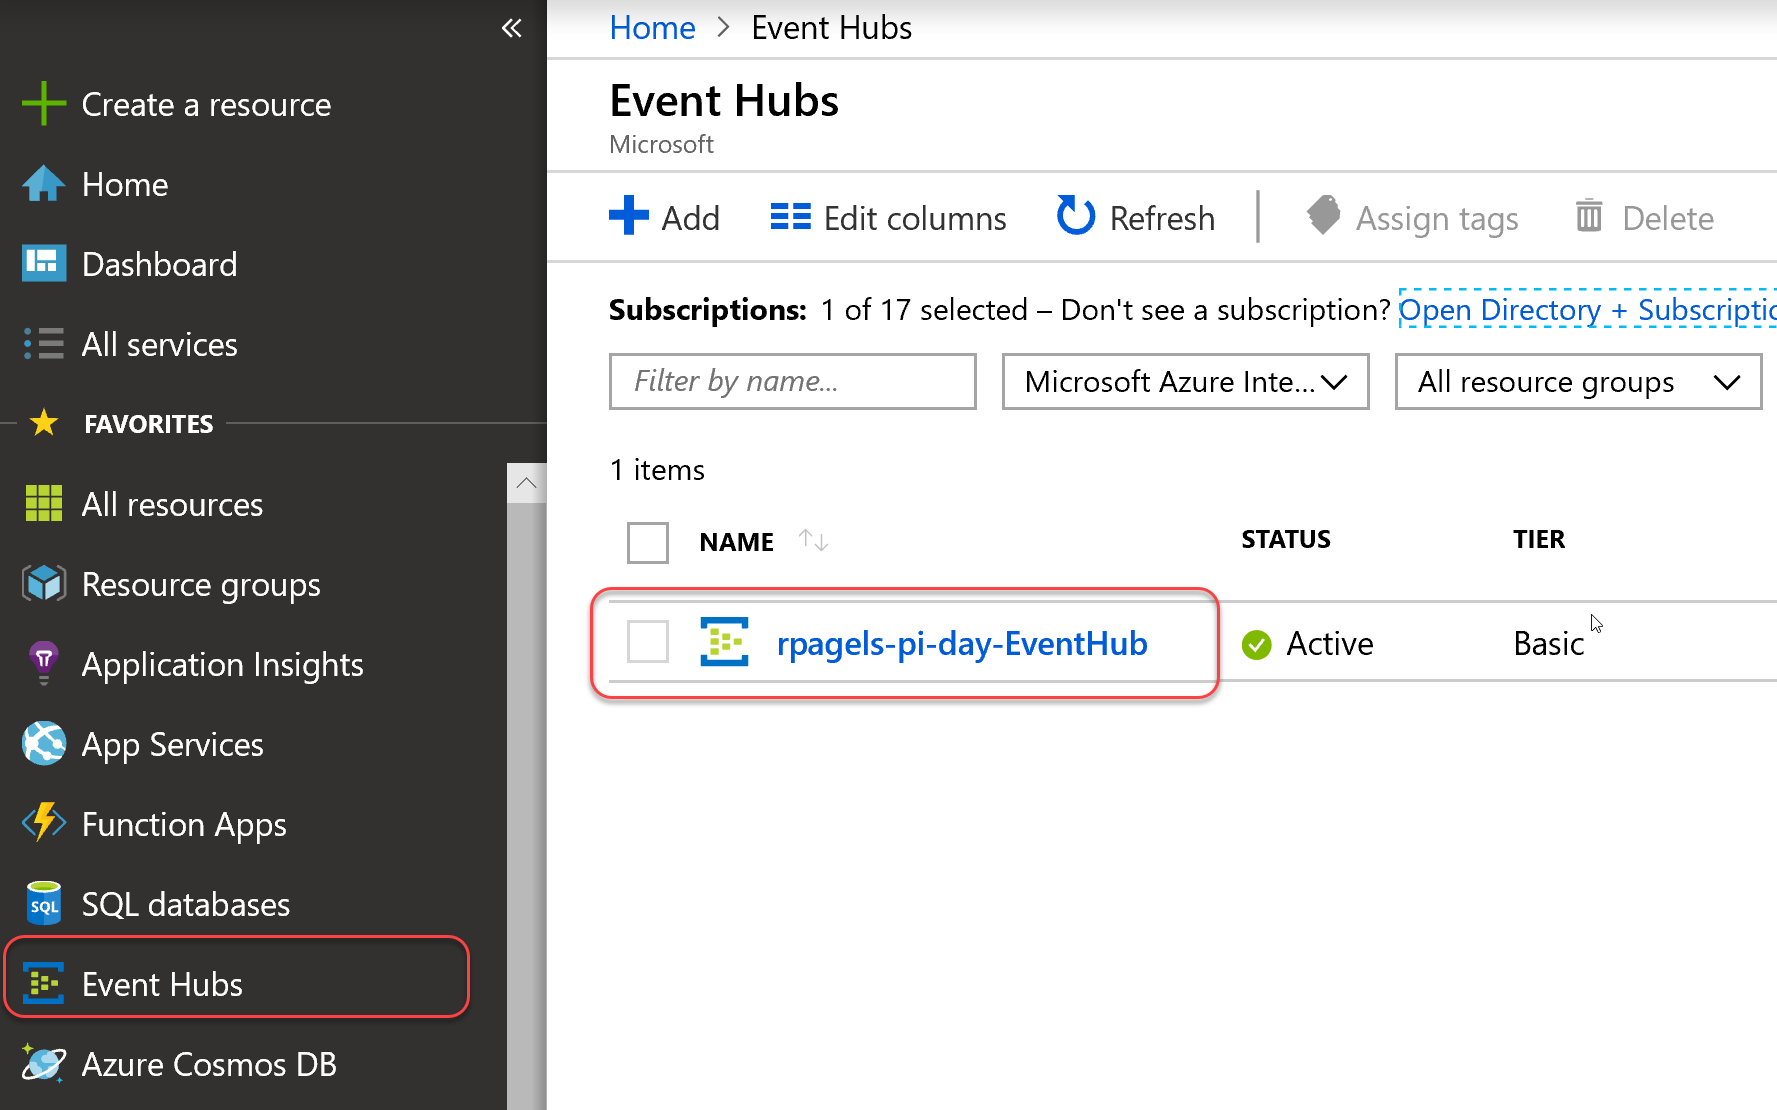 Create a resource
Home
Dashboard
All services
FAVORITES
All resources
Resource groups
Application Insights
App Services
Function Apps
SQL
SQL databases
Event Hubs
Azure Cosmos DB
Home > Event Hubs
Event Hubs
Microsoft
Add Edit columns Refresh Assign tags Delete
Subscriptions: 1 of 17 selected – Don't see a subscription? Open Directory + Subscriptio
Filter by name... Microsoft Azure Inte... All resource groups
1 items
NAME STATUS TIER
rpagels-pi-day-EventHub Active Basic